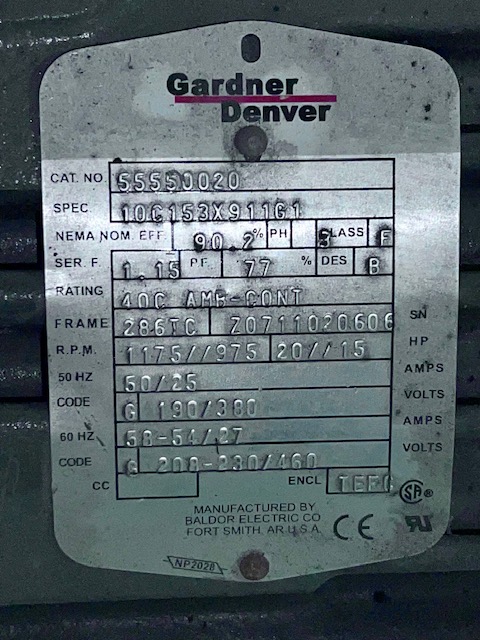 Gardner
Denver
CAT. NO 55550020
SPEC 10C153X911G1
NEMA NOM. EFF. 90.2 % PH 3 CLASS F
SER. F. 1.15 P.F. 77 % DES B
RATING 40C AMB-CONT
FRAME 286TC Z0711020606 SN
R.P.M. 1175//975 20//15 HP
50 HZ 50/25 AMPS
CODE G 190/380 VOLTS
60 HZ 58-54/27 AMPS
CODE G 208-230/460 VOLTS
CC ENCL TEFC
SA ®
MANUFACTURED BY
BALDOR ELECTRIC CO
FORT SMITH, AR U.S.A.
CE
NP2028